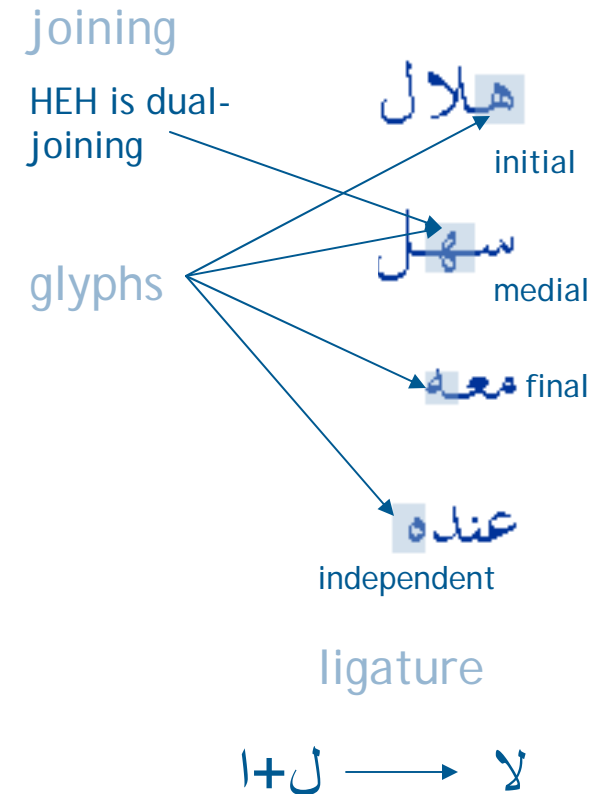 joining
HEH is dual-
joining
هلال
initial
glyphs
سهل
medial
معه final
عنده
independent
ligature
ل+ا ⟶ لا